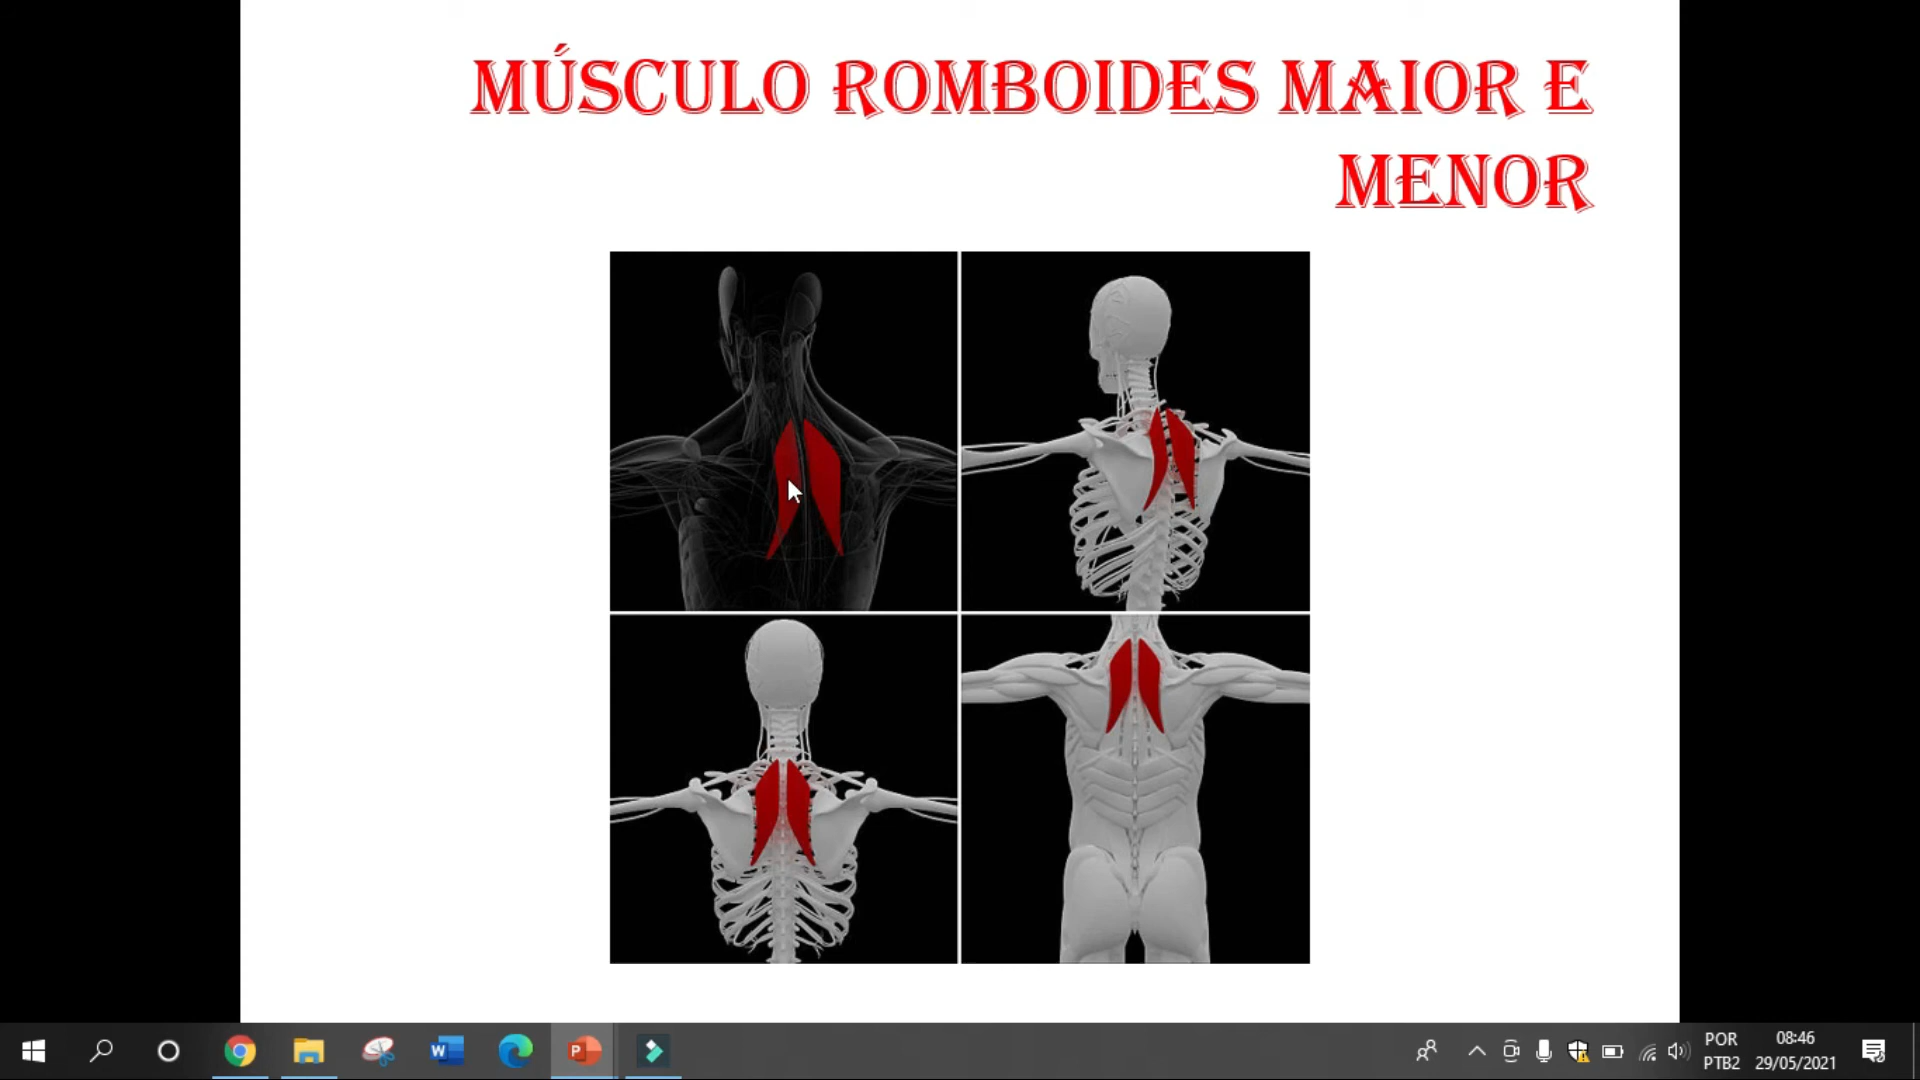 MÚSCULO ROMBOIDES MAIOR E
MENOR
POR
PTB2
08:46
29/05/2021